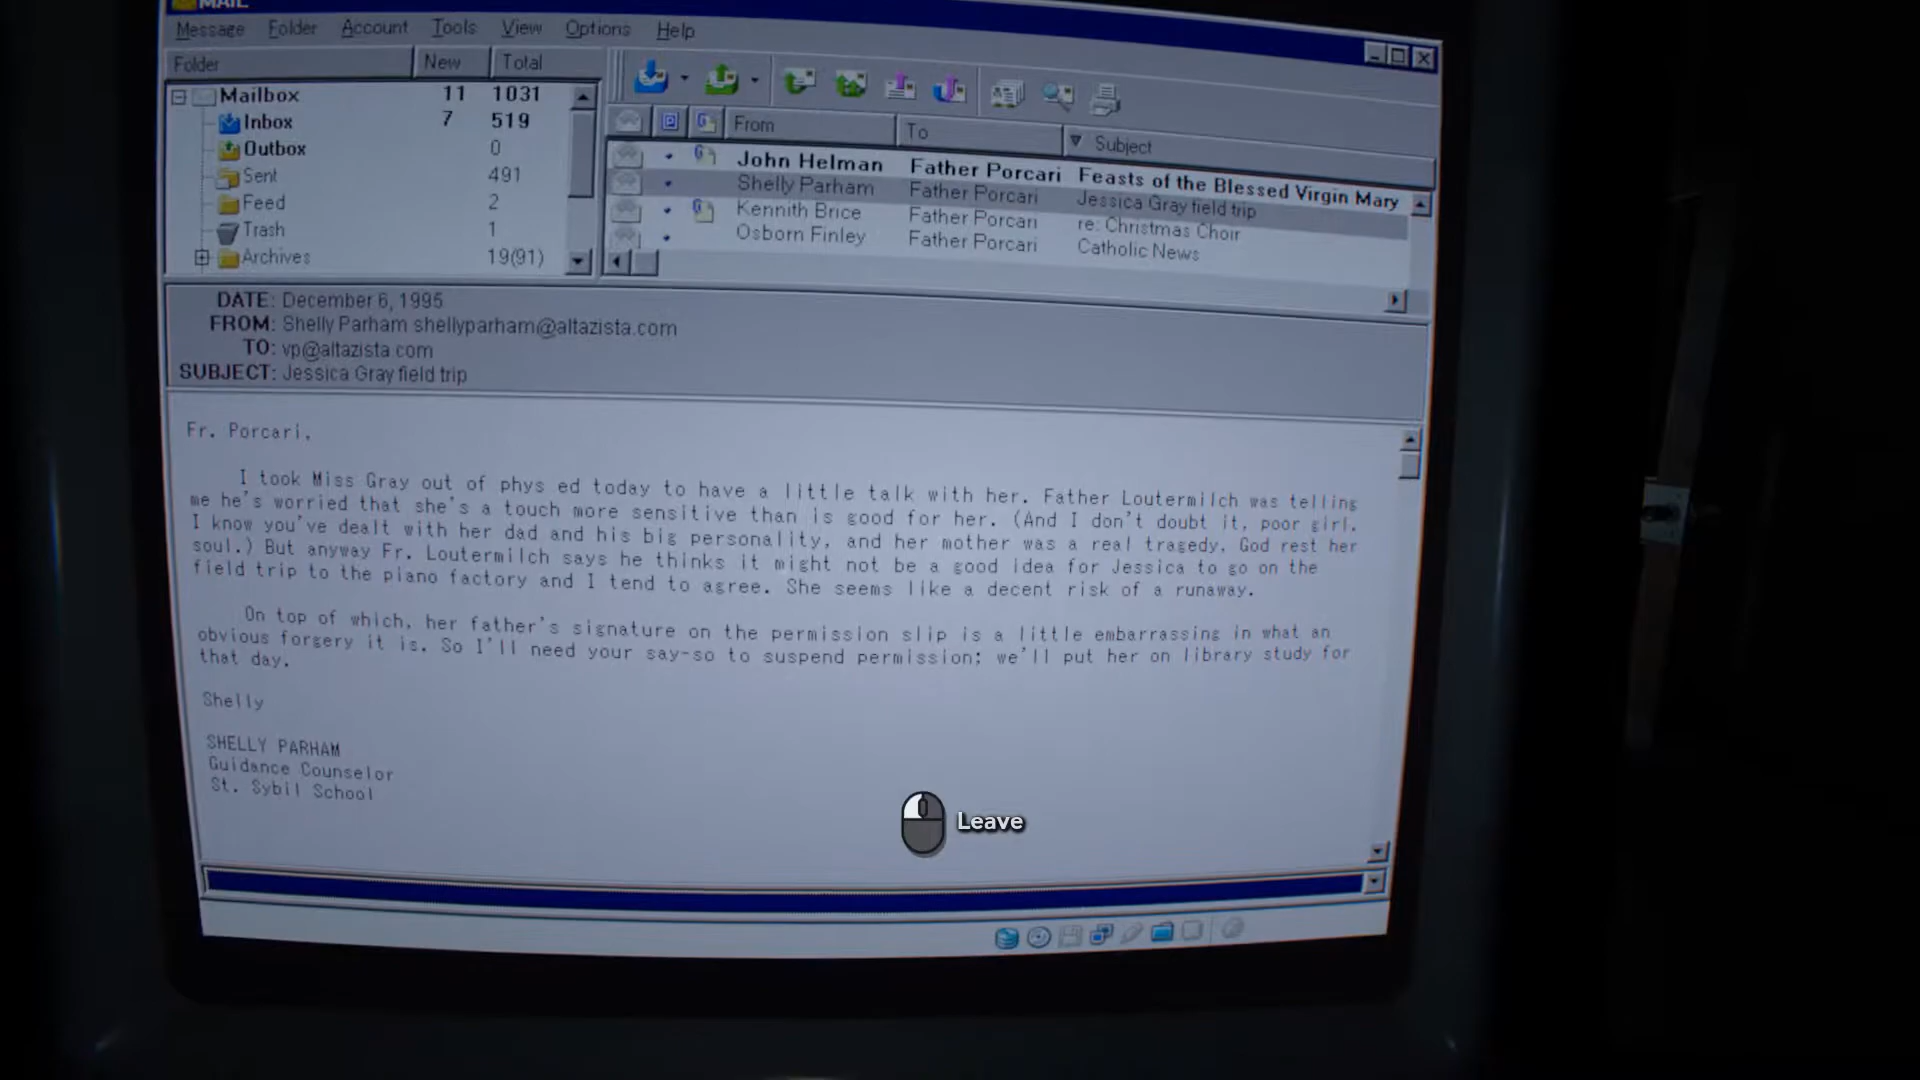 MAIL
Message Folder Account Tools View Options Help
Folder New Total
Mailbox 11 1031
Inbox 7 519
Outbox 0
Sent 491
Feed 2
Trash 1
Archives 19(91)
From To Subject
John Helman Father Porcari Feasts of the Blessed Virgin Mary
Shelly Parham Father Porcari Jessica Gray field trip
Kennith Brice Father Porcari re: Christmas Choir
Osborn Finley Father Porcari Catholic News
DATE: December 6, 1995
FROM: Shelly Parham shellyparham@altazista.com
TO: vp@altazista.com
SUBJECT: Jessica Gray field trip
Fr. Porcari,
I took Miss Gray out of phys ed today to have a little talk with her. Father Loutermilch was telling
me he's worried that she's a touch more sensitive than is good for her. (And I don't doubt it, poor girl.
I know you've dealt with her dad and his big personality, and her mother was a real tragedy, God rest her
soul.) But anyway Fr. Loutermilch says he thinks it might not be a good idea for Jessica to go on the
field trip to the piano factory and I tend to agree. She seems like a decent risk of a runaway.
On top of which, her father's signature on the permission slip is a little embarrassing in what an
obvious forgery it is. So I'll need your say-so to suspend permission; we'll put her on library study for
that day.
Shelly
SHELLY PARHAM
Guidance Counselor
St. Sybil School
Leave